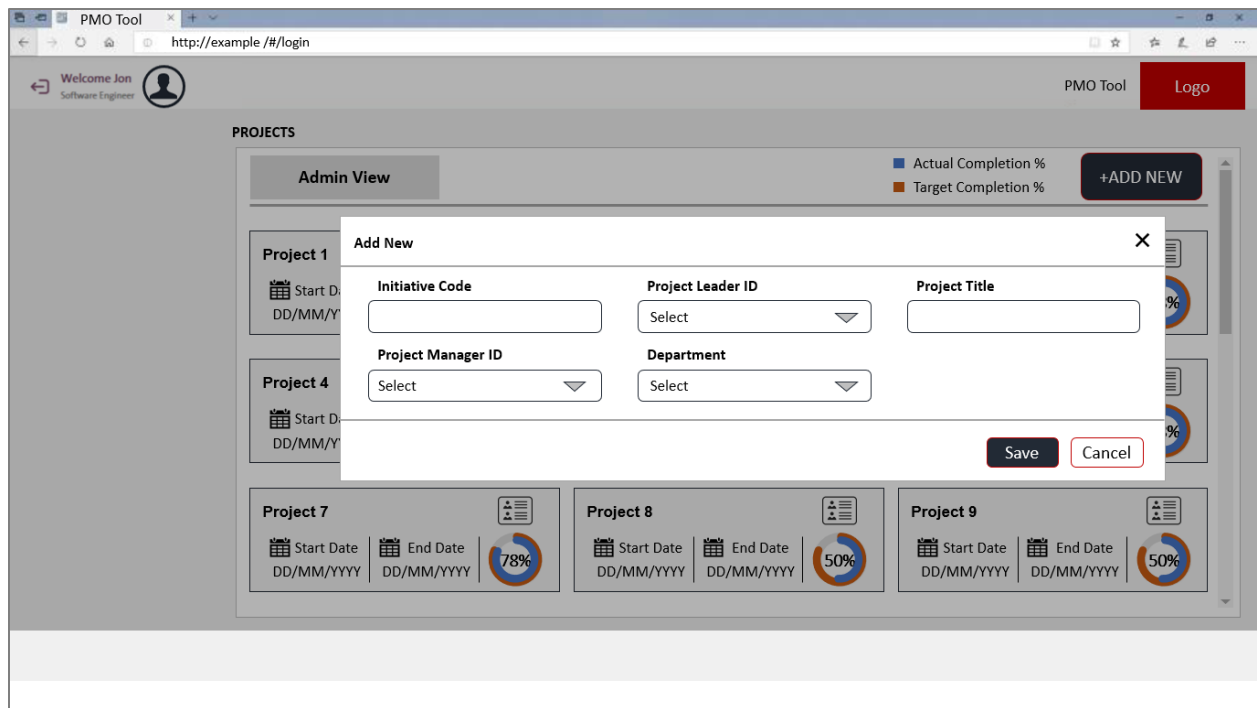 PMO Tool
http://example /#/login
Welcome Jon
Software Engineer
PMO Tool
Logo
PROJECTS
Admin View
Actual Completion %
Target Completion %
+ADD NEW
Add New
Initiative Code
Project Leader ID
Project Title
Select
Project Manager ID
Department
Select
Select
Save
Cancel
Project 1
Start D
DD/MM/Y
%
Project 4
Start D
DD/MM/Y
%
Project 7
Start Date
End Date
DD/MM/YYYY
DD/MM/YYYY
78%
Project 8
Start Date
End Date
DD/MM/YYYY
DD/MM/YYYY
50%
Project 9
Start Date
End Date
DD/MM/YYYY
DD/MM/YYYY
50%